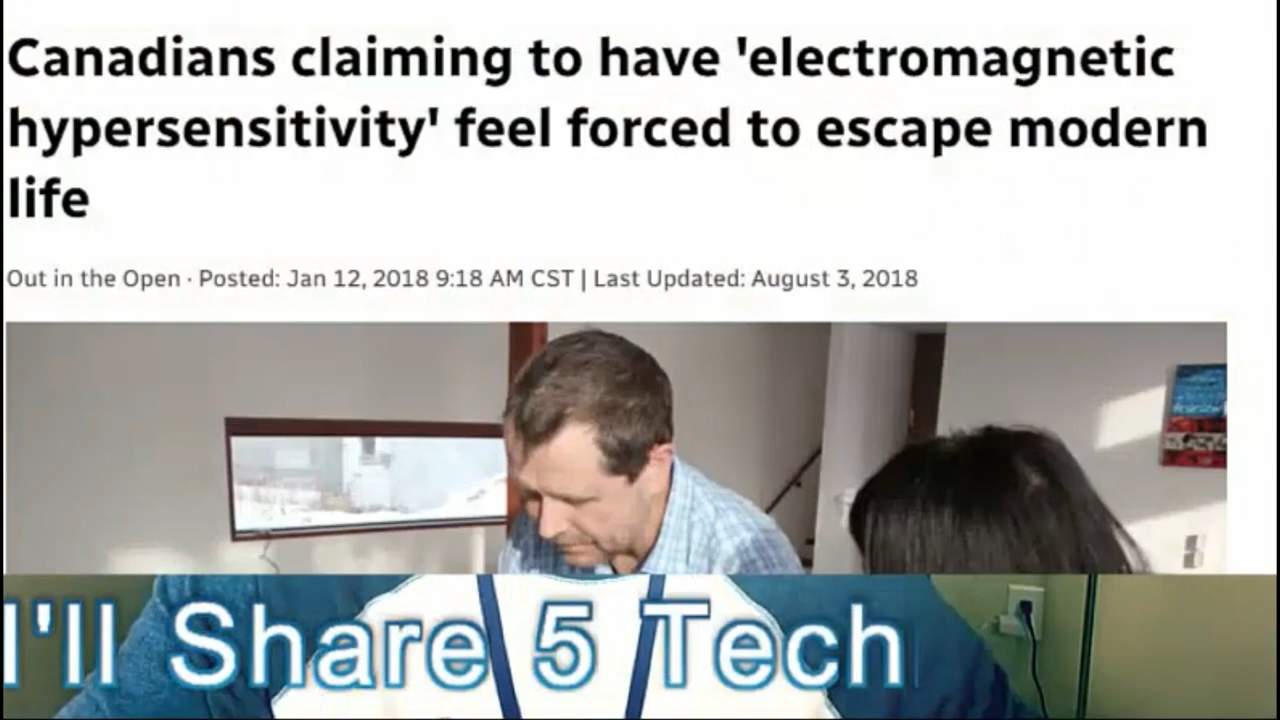 Canadians claiming to have 'electromagnetic
hypersensitivity' feel forced to escape modern
life
Out in the Open · Posted: Jan 12, 2018 9:18 AM CST | Last Updated: August 3, 2018
I'll Share 5 Tech